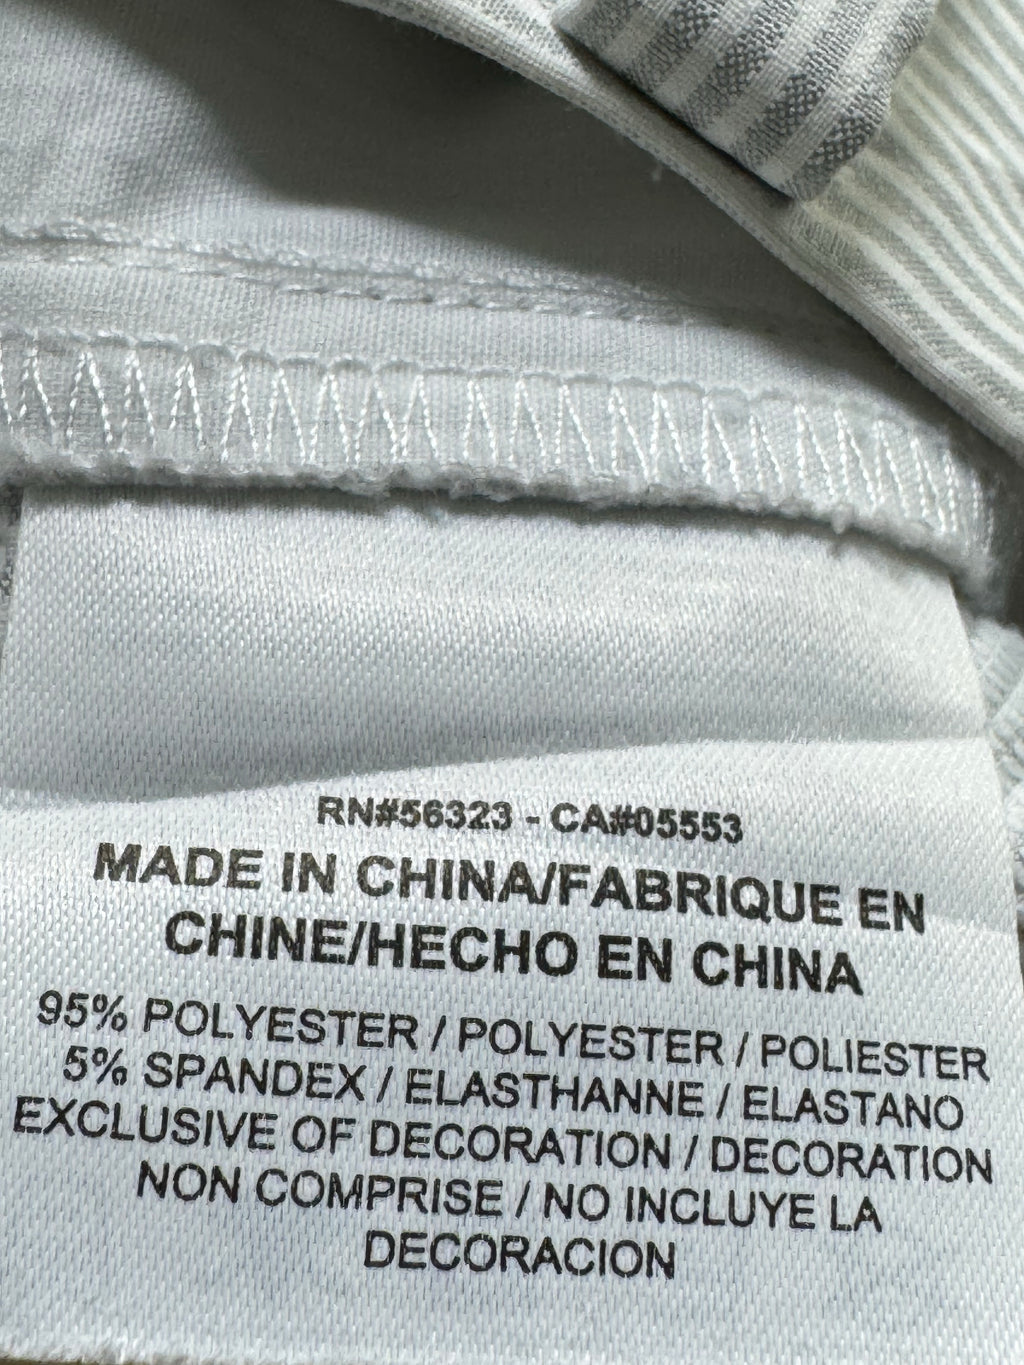 RN#56323 - CA#05553
MADE IN CHINA/FABRIQUE EN
CHINE/HECHO EN CHINA
95% POLYESTER / POLYESTER / POLIESTER
5% SPANDEX / ELASTHANNE / ELASTANO
EXCLUSIVE OF DECORATION / DECORATION
NON COMPRISE / NO INCLUYE LA
DECORACION